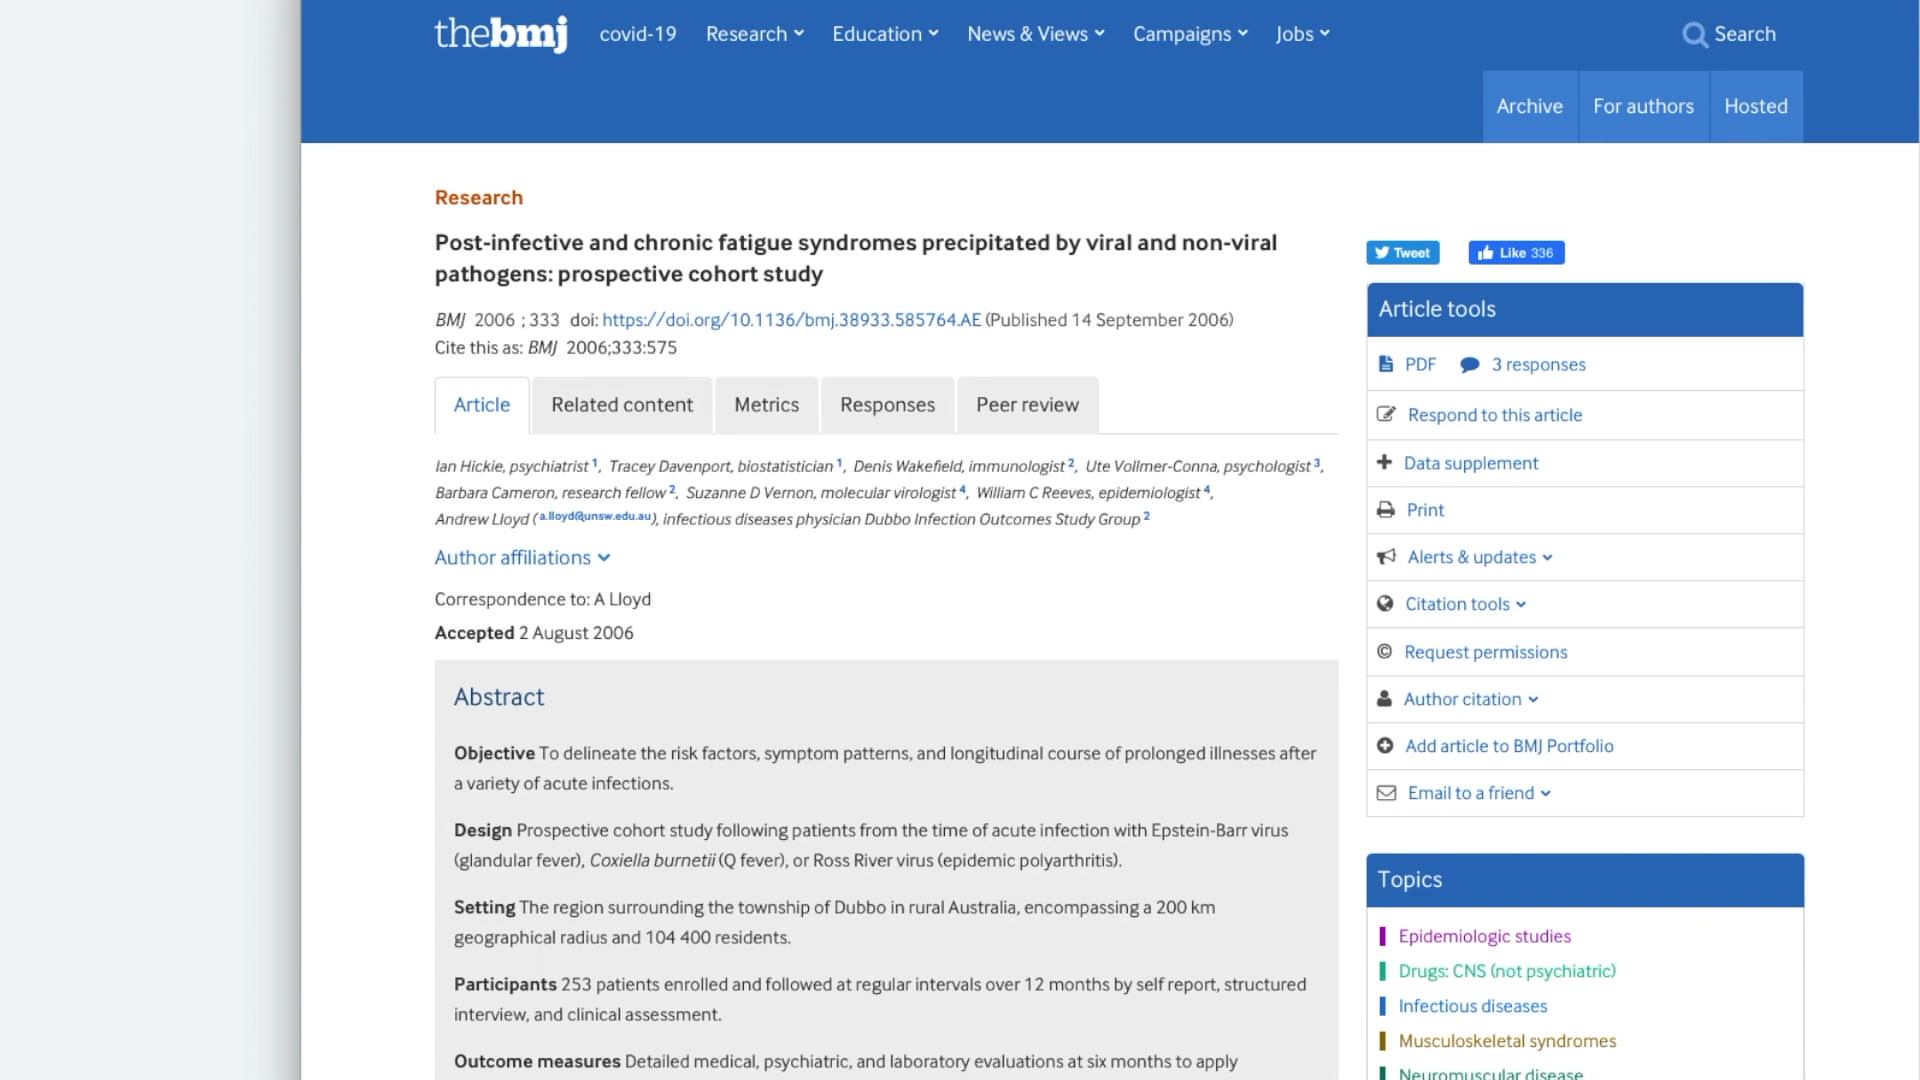 thebmj covid-19 Research Education News & Views Campaigns Jobs Search
Archive For authors Hosted
Research
Post-infective and chronic fatigue syndromes precipitated by viral and non-viral
pathogens: prospective cohort study
BMJ 2006 ; 333 doi: https://doi.org/10.1136/bmj.38933.585764.AE (Published 14 September 2006)
Cite this as: BMJ 2006;333:575
Article Related content Metrics Responses Peer review
Ian Hickie, psychiatrist 1, Tracey Davenport, biostatistician 1, Denis Wakefield, immunologist 2, Ute Vollmer-Conna, psychologist 3,
Barbara Cameron, research fellow 2, Suzanne D Vernon, molecular virologist 4, William C Reeves, epidemiologist 4,
Andrew Lloyd (a.lloyd@unsw.edu.au), infectious diseases physician Dubbo Infection Outcomes Study Group 2
Author affiliations
Correspondence to: A Lloyd
Accepted 2 August 2006
Abstract
Objective To delineate the risk factors, symptom patterns, and longitudinal course of prolonged illnesses after
a variety of acute infections.
Design Prospective cohort study following patients from the time of acute infection with Epstein-Barr virus
(glandular fever), Coxiella burnetii (Q fever), or Ross River virus (epidemic polyarthritis).
Setting The region surrounding the township of Dubbo in rural Australia, encompassing a 200 km
geographical radius and 104 400 residents.
Participants 253 patients enrolled and followed at regular intervals over 12 months by self report, structured
interview, and clinical assessment.
Outcome measures Detailed medical, psychiatric, and laboratory evaluations at six months to apply
Tweet Like 336
Article tools
PDF 3 responses
Respond to this article
Data supplement
Print
Alerts & updates
Citation tools
Request permissions
Author citation
Add article to BMJ Portfolio
Email to a friend
Topics
Epidemiologic studies
Drugs: CNS (not psychiatric)
Infectious diseases
Musculoskeletal syndromes
Neuromuscular disease